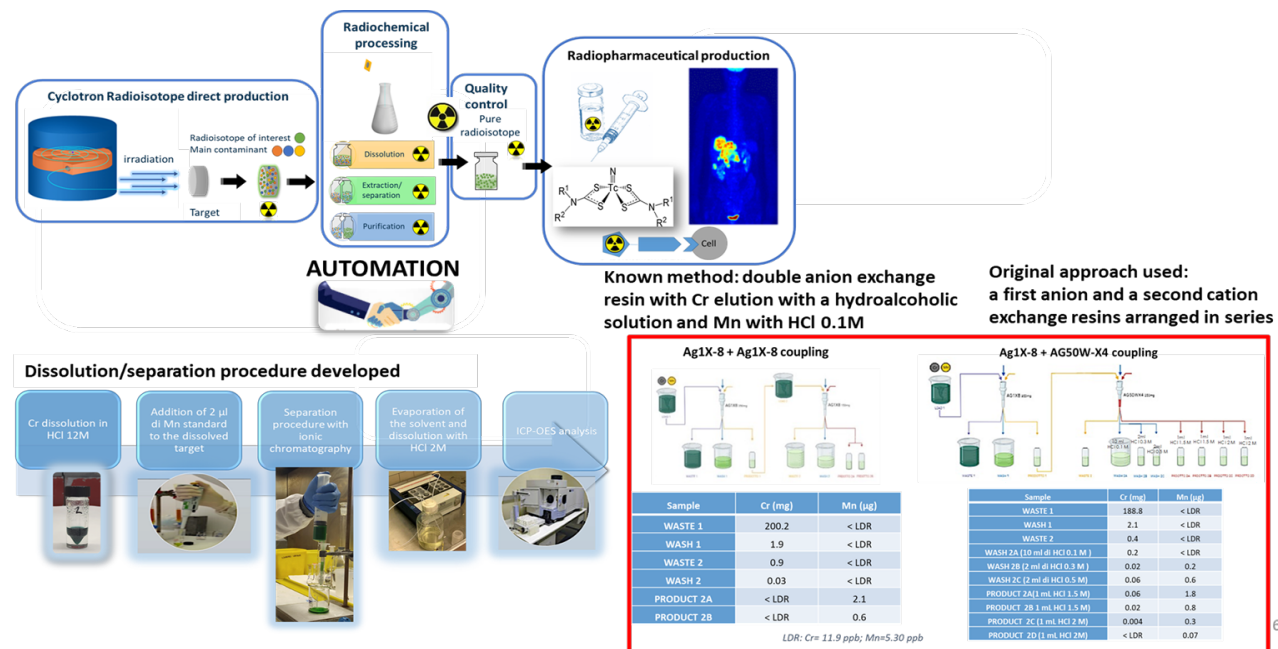 Cyclotron Radioisotope direct production
irradiation
Radioisotope of interest
Main contaminant
Target
Radiochemical
processing
Dissolution
Extraction/
separation
Purification
Quality
control
Pure
radioisotope
Radiopharmaceutical production
N
R¹
R²
N
S
S
Tc
S
S
N
R¹
R²
Cell
AUTOMATION
Known method: double anion exchange
resin with Cr elution with a hydroalcoholic
solution and Mn with HCl 0.1M
Original approach used:
a first anion and a second cation
exchange resins arranged in series
Dissolution/separation procedure developed
Cr dissolution in
HCl 12M
Addition of 2 µl
di Mn standard
to the dissolved
target
Separation
procedure with
ionic
chromatography
Evaporation of
the solvent and
dissolution with
HCl 2M
ICP-OES analysis
Ag1X-8 + Ag1X-8 coupling
Sample Cr (mg) Mn (µg)
WASTE 1 200.2 < LDR
WASH 1 1.9 < LDR
WASTE 2 0.9 < LDR
WASH 2 0.03 < LDR
PRODUCT 2A < LDR 2.1
PRODUCT 2B < LDR 0.6
LDR: Cr= 11.9 ppb; Mn=5.30 ppb
Ag1X-8 + AG50W-X4 coupling
Sample Cr (mg) Mn (µg)
WASTE 1 188.8 < LDR
WASH 1 2.1 < LDR
WASTE 2 0.4 < LDR
WASH 2A (10 ml di HCl 0.1 M ) 0.2 < LDR
WASH 2B (2 ml di HCl 0.3 M ) 0.02 0.2
WASH 2C (2 ml di HCl 0.5 M) 0.06 0.6
PRODUCT 2A(1 mL HCl 1.5 M) 0.06 1.8
PRODUCT 2B 1 mL HCl 1.5 M) 0.02 0.8
PRODUCT 2C (1 mL HCl 2 M) 0.004 0.3
PRODUCT 2D (1 mL HCl 2M) < LDR 0.07
6